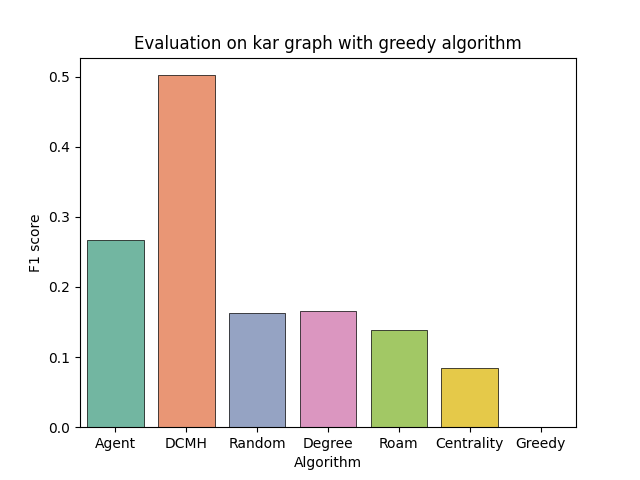 Evaluation on kar graph with greedy algorithm
F1 score
0.5
0.4
0.3
0.2
0.1
0.0
Agent DCMH Random Degree Roam Centrality Greedy
Algorithm